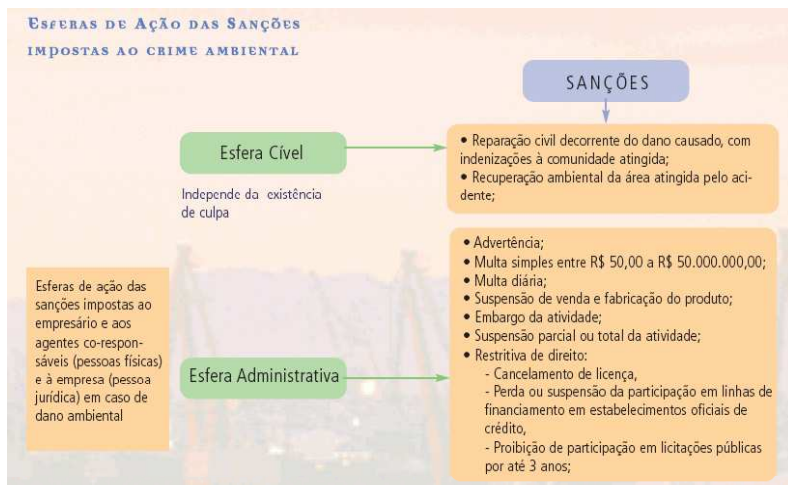 Esferas de Ação das Sanções
impostas ao crime ambiental
SANÇÕES
Esfera Cível
Independe da existência
de culpa
• Reparação civil decorrente do dano causado, com
indenizações à comunidade atingida;
• Recuperação ambiental da área atingida pelo aci-
dente;
Esferas de ação das
sanções impostas ao
empresário e aos
agentes co-respon-
sáveis (pessoas físicas)
e à empresa (pessoa
jurídica) em caso de
dano ambiental
Esfera Administrativa
• Advertência;
• Multa simples entre R$ 50,00 a R$ 50.000.000,00;
• Multa diária;
• Suspensão de venda e fabricação do produto;
• Embargo da atividade;
• Suspensão parcial ou total da atividade;
• Restritiva de direito:
- Cancelamento de licença,
- Perda ou suspensão da participação em linhas de
financiamento em estabelecimentos oficiais de
crédito,
- Proibição de participação em licitações públicas
por até 3 anos;